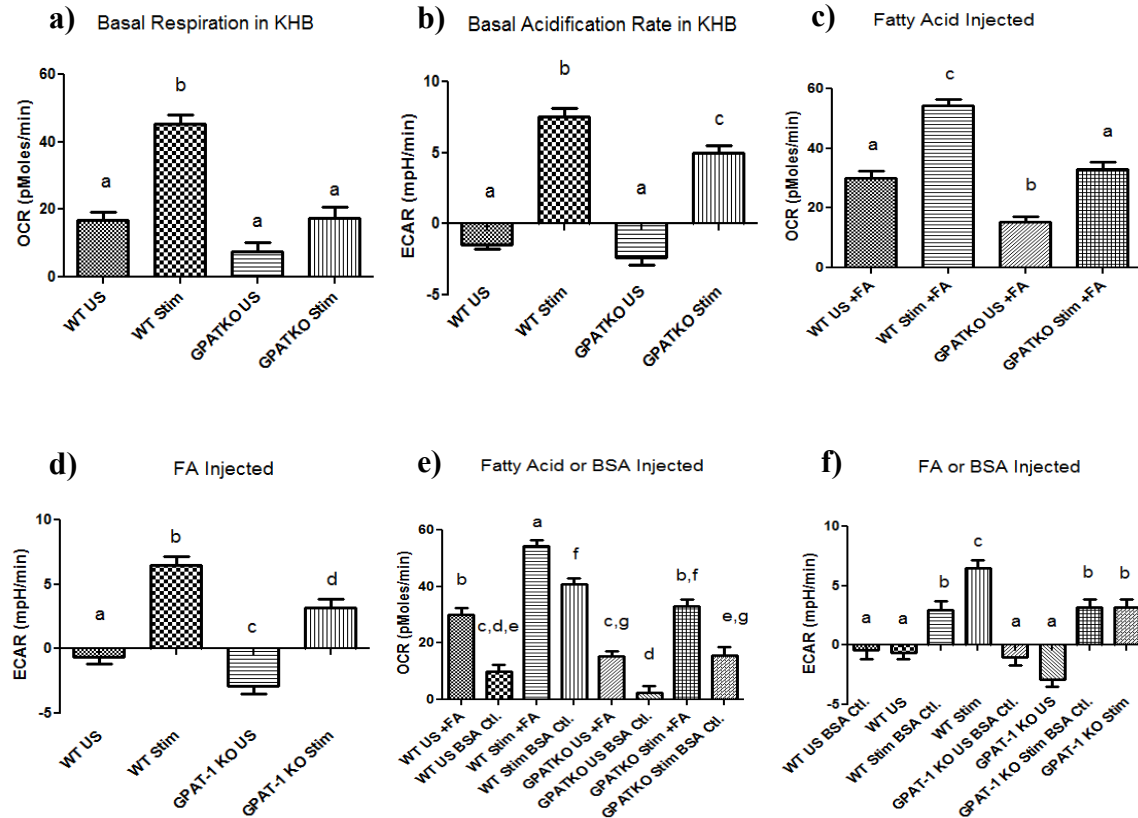 a) Basal Respiration in KHB
OCR (pMoles/min)
60
40
20
0
a
b
a
a
WT US
WT Stim
GPATKO US
GPATKO Stim
b) Basal Acidification Rate in KHB
ECAR (mpH/min)
10
5
0
-5
a
b
a
c
WT US
WT Stim
GPATKO US
GPATKO Stim
c) Fatty Acid Injected
OCR (pMoles/min)
60
40
20
0
a
c
b
a
WT US +FA
WT Stim +FA
GPATKO US +FA
GPATKO Stim +FA
d) FA Injected
ECAR (mpH/min)
10
5
0
-5
a
b
c
d
WT US
WT Stim
GPAT-1 KO US
GPAT-1 KO Stim
e) Fatty Acid or BSA Injected
OCR (pMoles/min)
60
40
20
0
b
c,d,e
a
f
c,g
d
b,f
e,g
WT US +FA
WT US BSA Ctl.
WT Stim +FA
WT Stim BSA Ctl.
GPATKO US +FA
GPATKO US BSA Ctl.
GPATKO Stim +FA
GPATKO Stim BSA Ctl.
f) FA or BSA Injected
ECAR (mpH/min)
10
5
0
-5
a
a
b
c
a
a
b
b
WT US BSA Ctl.
WT US
WT Stim BSA Ctl.
WT Stim
GPAT-1 KO US BSA Ctl.
GPAT-1 KO US
GPAT-1 KO Stim BSA Ctl.
GPAT-1 KO Stim